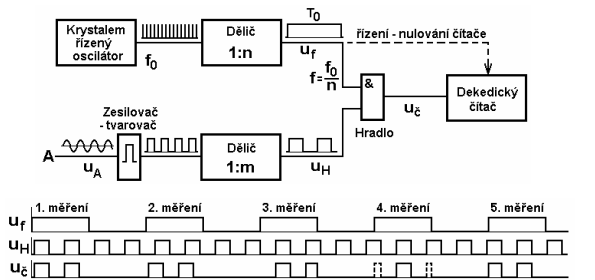 Krystalem
řízený
oscilátor
f0
Dělič
1:n
T0
uf
řízení - nulování čítače
f=f0/n
&
Hradlo
uč
Dekedický
čítač
Zesilovač
- tvarovač
A
uA
Dělič
1:m
uH
1. měření 2. měření 3. měření 4. měření 5. měření
uf
uH
uč